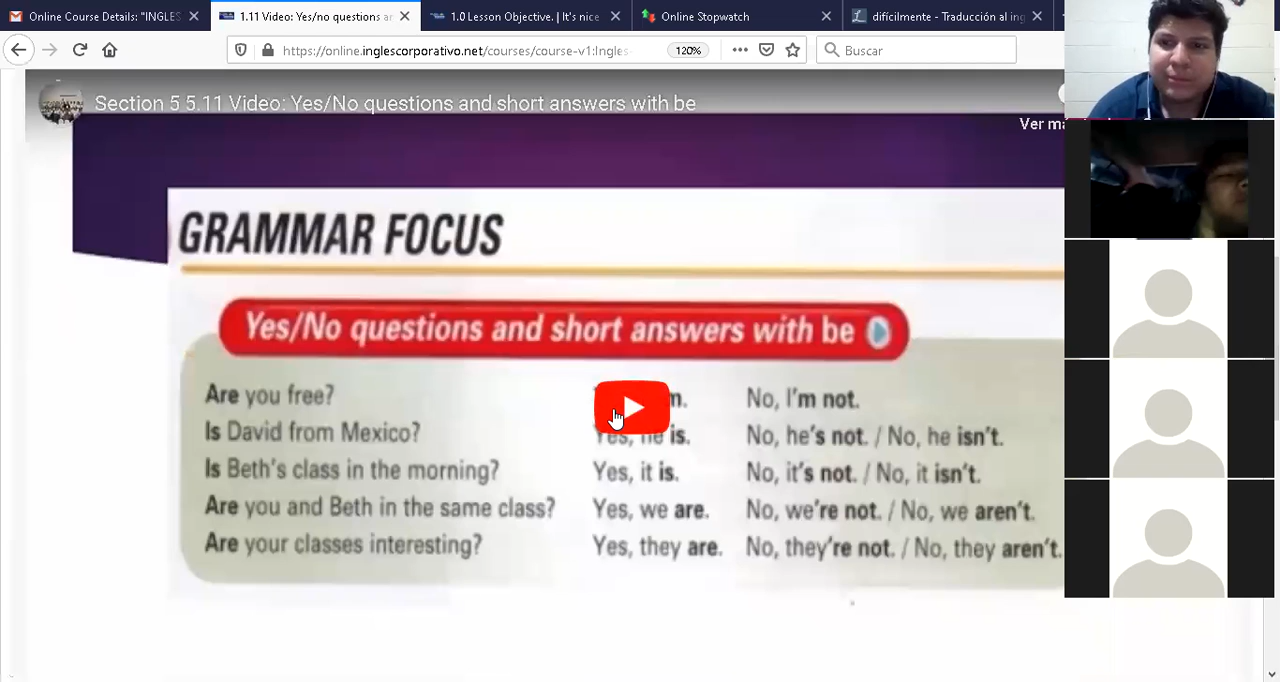 Online Course Details: "INGLES
1.11 Video: Yes/no questions ar
1.0 Lesson Objective. | It's nice
Online Stopwatch
difícilmente - Traducción al ing
https://online.inglescorporativo.net/courses/course-v1:Ingles
120%
Buscar
Section 5 5.11 Video: Yes/No questions and short answers with be
Ver má
GRAMMAR FOCUS
Yes/No questions and short answers with be
Are you free? m. No, I'm not.
Is David from Mexico? Yes, he is. No, he's not. / No, he isn't.
Is Beth's class in the morning? Yes, it is. No, it's not. / No, it isn't.
Are you and Beth in the same class? Yes, we are. No, we're not. / No, we aren't.
Are your classes interesting? Yes, they are. No, they're not. / No, they aren't.